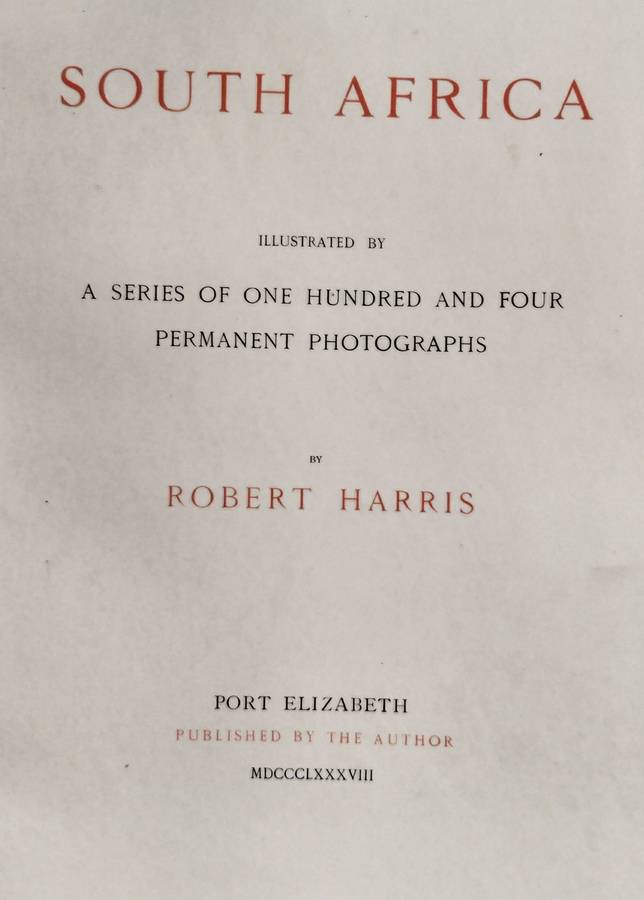 SOUTH AFRICA
ILLUSTRATED BY
A SERIES OF ONE HUNDRED AND FOUR
PERMANENT PHOTOGRAPHS
BY
ROBERT HARRIS
PORT ELIZABETH
PUBLISHED BY THE AUTHOR
MDCCCLXXXVIII